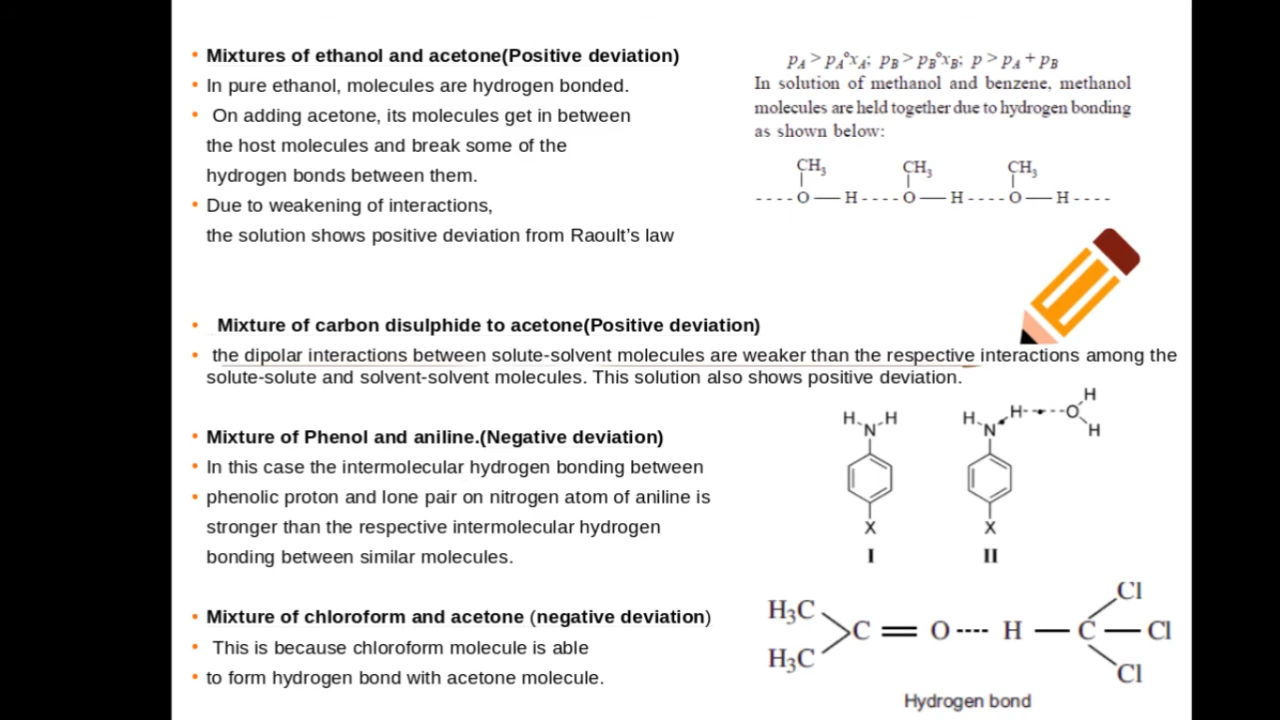 • Mixtures of ethanol and acetone(Positive deviation)
• In pure ethanol, molecules are hydrogen bonded.
• On adding acetone, its molecules get in between
the host molecules and break some of the
hydrogen bonds between them.
• Due to weakening of interactions,
the solution shows positive deviation from Raoult's law
p_A > p_A°x_A; p_B > p_B°x_B; p > p_A + p_B
In solution of methanol and benzene, methanol
molecules are held together due to hydrogen bonding
as shown below:
CH₃ CH₃ CH₃
----O—H----O—H----O—H----
• Mixture of carbon disulphide to acetone(Positive deviation)
• the dipolar interactions between solute-solvent molecules are weaker than the respective interactions among the
solute-solute and solvent-solvent molecules. This solution also shows positive deviation.
• Mixture of Phenol and aniline.(Negative deviation)
• In this case the intermolecular hydrogen bonding between
• phenolic proton and lone pair on nitrogen atom of aniline is
stronger than the respective intermolecular hydrogen
bonding between similar molecules.
H
H H H H O
N N H
X X
I II
• Mixture of chloroform and acetone (negative deviation)
• This is because chloroform molecule is able
• to form hydrogen bond with acetone molecule.
Cl
H₃C
C = O ---- H — C — Cl
H₃C
Cl
Hydrogen bond